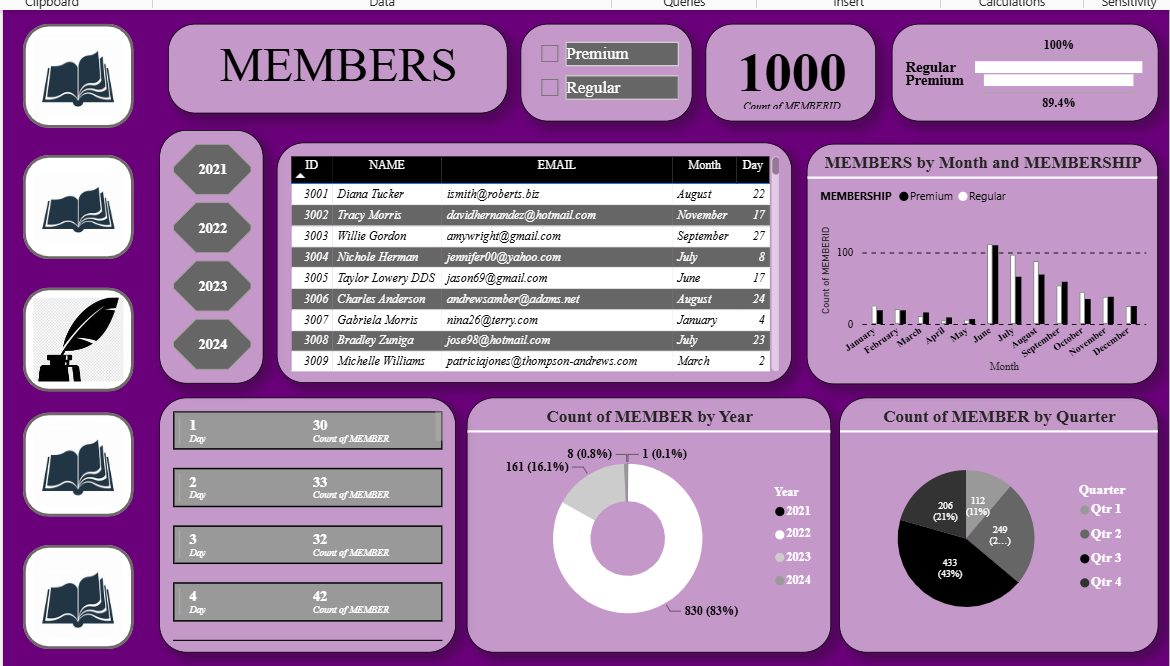 Clipboard Data Queries Insert Calculations Sensitivity
MEMBERS
Premium
Regular
1000
Count of MEMBERID
100%
Regular
Premium
89.4%
2021
2022
2023
2024
ID NAME EMAIL Month Day
3001 Diana Tucker ismith@roberts.biz August 22
3002 Tracy Morris davidhernandez@hotmail.com November 17
3003 Willie Gordon amywright@gmail.com September 27
3004 Nichole Herman jennifer00@yahoo.com July 8
3005 Taylor Lowery DDS jason69@gmail.com June 17
3006 Charles Anderson andrewsamber@adams.net August 24
3007 Gabriela Morris nina26@terry.com January 4
3008 Bradley Zuniga jose98@hotmail.com July 23
3009 Michelle Williams patriciajones@thompson-andrews.com March 2
MEMBERS by Month and MEMBERSHIP
MEMBERSHIP Premium Regular
Count of MEMBERID
100
0
January February March April May June July August September October November December
Month
1 30
Day Count of MEMBER
2 33
Day Count of MEMBER
3 32
Day Count of MEMBER
4 42
Day Count of MEMBER
Count of MEMBER by Year
8 (0.8%) 1 (0.1%)
161 (16.1%)
830 (83%)
Year
2021
2022
2023
2024
Count of MEMBER by Quarter
112
(11%)
249
(2...)
433
(43%)
206
(21%)
Quarter
Qtr 1
Qtr 2
Qtr 3
Qtr 4